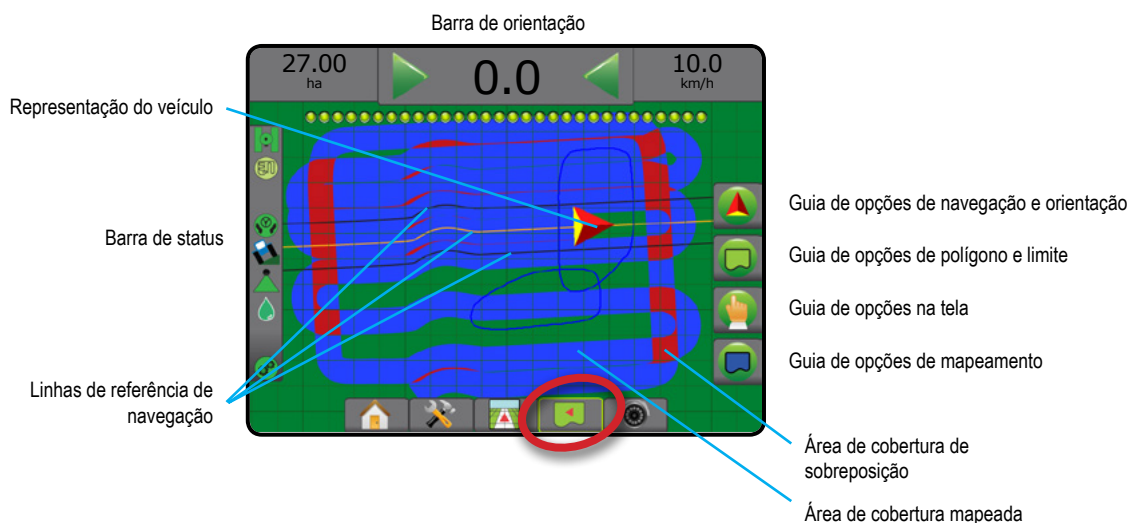 Barra de orientação
27.00
ha
0.0
10.0
km/h
Representação do veículo
Barra de status
Linhas de referência de
navegação
Guia de opções de navegação e orientação
Guia de opções de polígono e limite
Guia de opções na tela
Guia de opções de mapeamento
Área de cobertura de
sobreposição
Área de cobertura mapeada